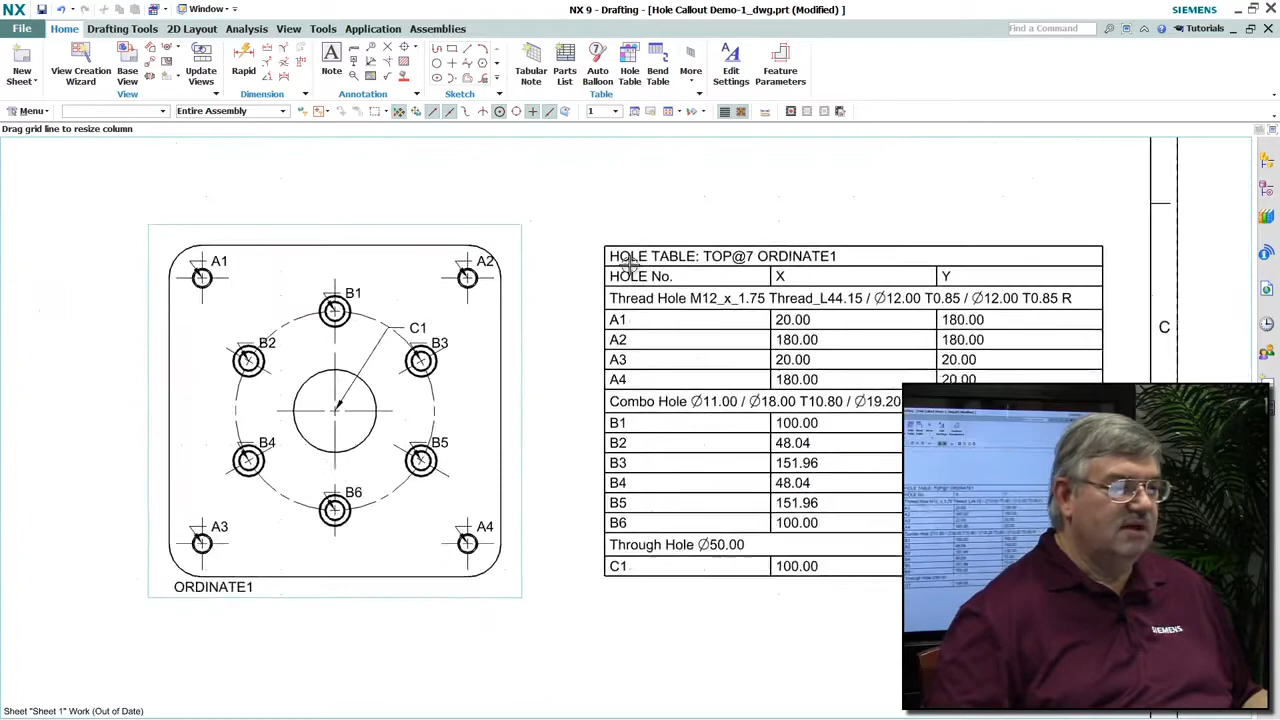 NX
Window
NX 9 - Drafting - [Hole Callout Demo-1_dwg.prt (Modified) ]
SIEMENS
File Home Drafting Tools 2D Layout Analysis View Tools Application Assemblies
Find a Command
Tutorials
New Sheet
View Creation Wizard
Base View
Update Views
Rapid
Note
Tabular Note
Parts List
Auto Balloon
Hole Table
Bend Table
More
Edit Settings
Feature Parameters
View Dimension Annotation Sketch Table
Menu
Entire Assembly
1
Drag grid line to resize column
A1
A2
B1
C1
B2
B3
B4
B5
B6
A3
A4
ORDINATE1
HOLE TABLE: TOP@7 ORDINATE1
HOLE No. X Y
Thread Hole M12_x_1.75 Thread_L44.15 / Ø12.00 T0.85 / Ø12.00 T0.85 R
A1 20.00 180.00
A2 180.00 180.00
A3 20.00 20.00
A4 180.00 20.00
Combo Hole Ø11.00 / Ø18.00 T10.80 / Ø19.20
B1 100.00
B2 48.04
B3 151.96
B4 48.04
B5 151.96
B6 100.00
Through Hole Ø50.00
C1 100.00
C
SIEMENS
Sheet "Sheet 1" Work (Out of Date)